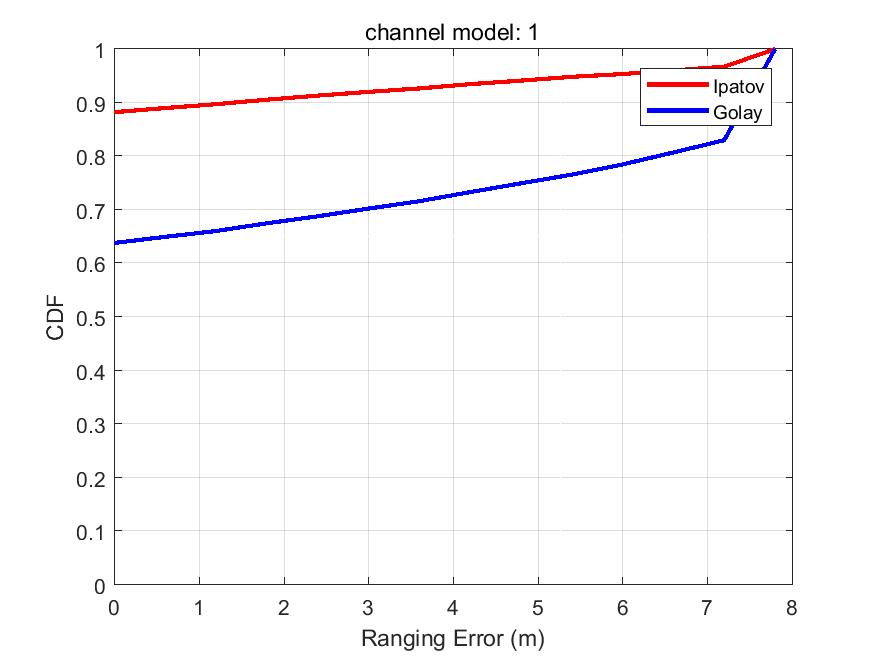 channel model: 1
1
0.9
0.8
0.7
0.6
0.5
0.4
0.3
0.2
0.1
0
CDF
Ipatov
Golay
0 1 2 3 4 5 6 7 8
Ranging Error (m)